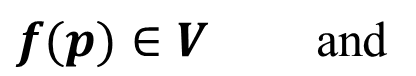 f(p) ∈ V and